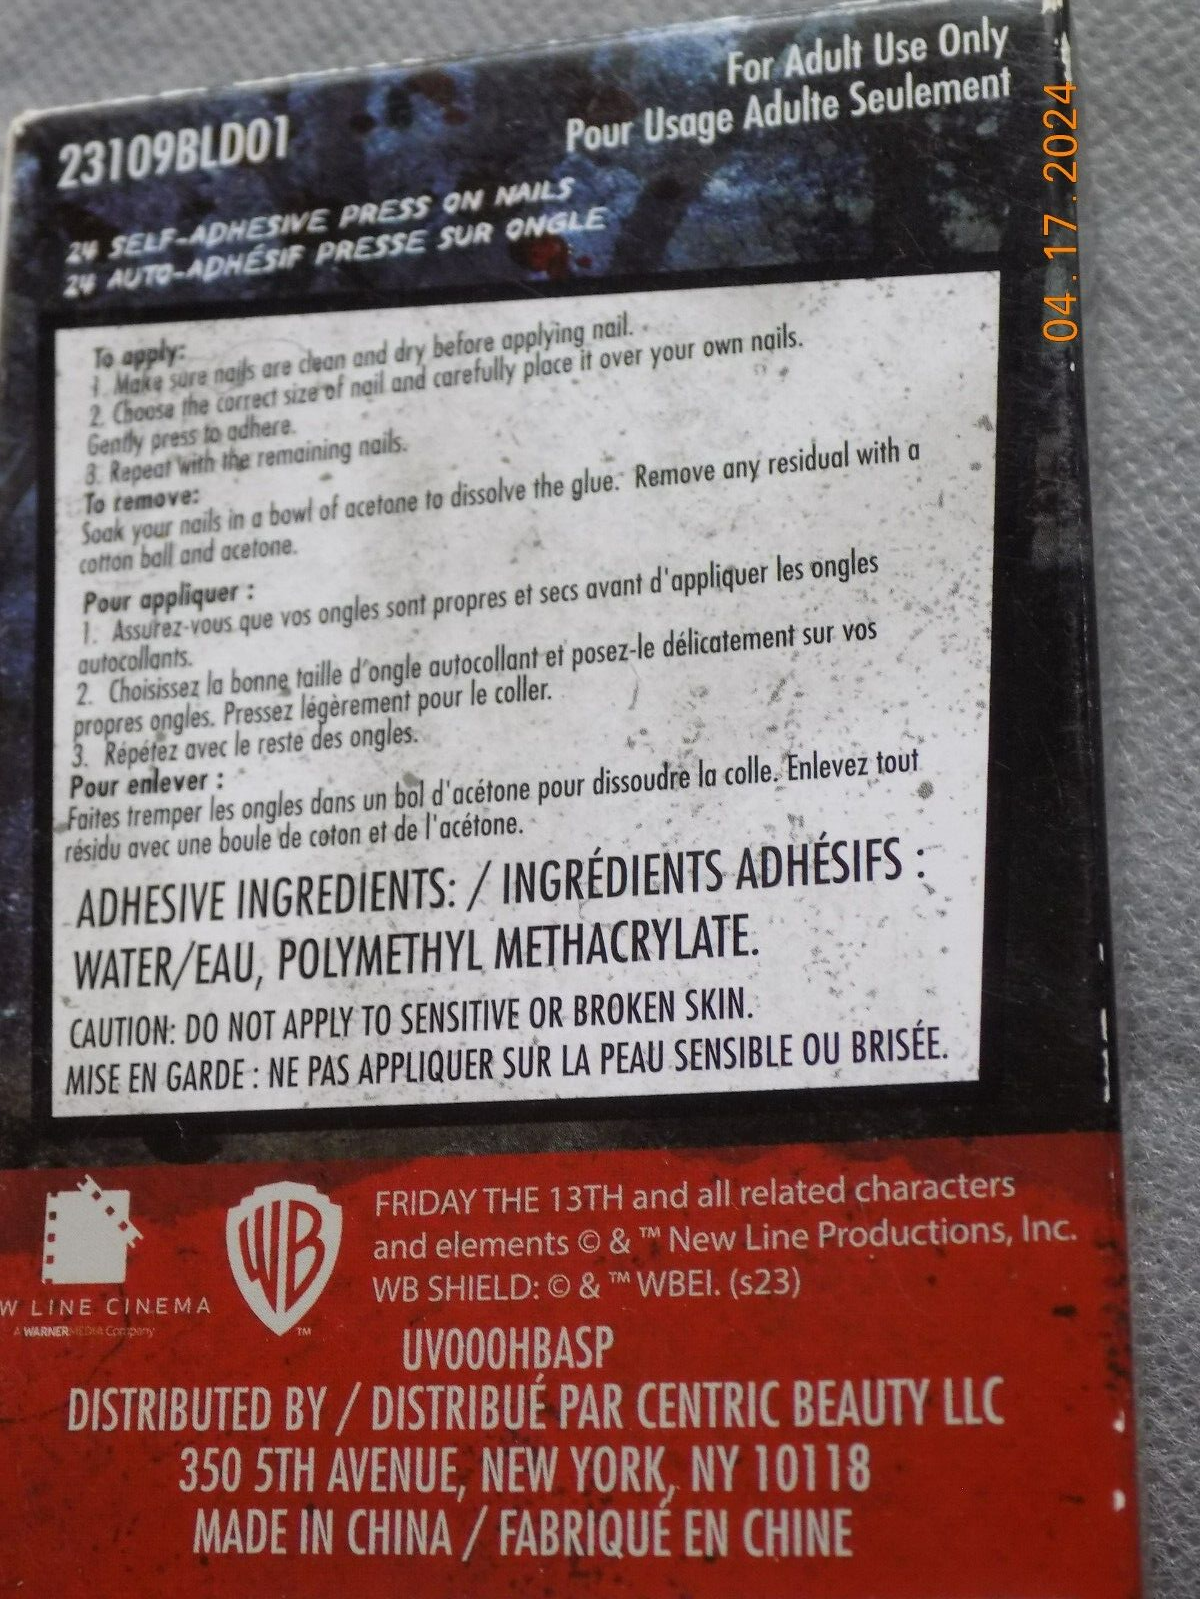 For Adult Use Only
Pour Usage Adulte Seulement
23109BLD01
24 SELF-ADHESIVE PRESS ON NAILS
24 AUTO-ADHÉSIF PRESSE SUR ONGLE
04.17.2024
To apply:
1. Make sure nails are clean and dry before applying nail.
2. Choose the correct size of nail and carefully place it over your own nails.
Gently press to adhere.
3. Repeat with the remaining nails.
To remove:
Soak your nails in a bowl of acetone to dissolve the glue. Remove any residual with a
cotton ball and acetone.
Pour appliquer :
1. Assurez-vous que vos ongles sont propres et secs avant d'appliquer les ongles
autocollants.
2. Choisissez la bonne taille d'ongle autocollant et posez-le délicatement sur vos
propres ongles. Pressez légèrement pour le coller.
3. Répétez avec le reste des ongles.
Pour enlever :
Faites tremper les ongles dans un bol d'acétone pour dissoudre la colle. Enlevez tout
résidu avec une boule de coton et de l'acétone.
ADHESIVE INGREDIENTS: / INGRÉDIENTS ADHÉSIFS :
WATER/EAU, POLYMETHYL METHACRYLATE.
CAUTION: DO NOT APPLY TO SENSITIVE OR BROKEN SKIN.
MISE EN GARDE : NE PAS APPLIQUER SUR LA PEAU SENSIBLE OU BRISÉE.
W LINE CINEMA
A WARNERMEDIA Company
WB
™
FRIDAY THE 13TH and all related characters
and elements © & ™ New Line Productions, Inc.
WB SHIELD: © & ™ WBEI. (s23)
UVOOOHBASP
DISTRIBUTED BY / DISTRIBUÉ PAR CENTRIC BEAUTY LLC
350 5TH AVENUE, NEW YORK, NY 10118
MADE IN CHINA / FABRIQUÉ EN CHINE